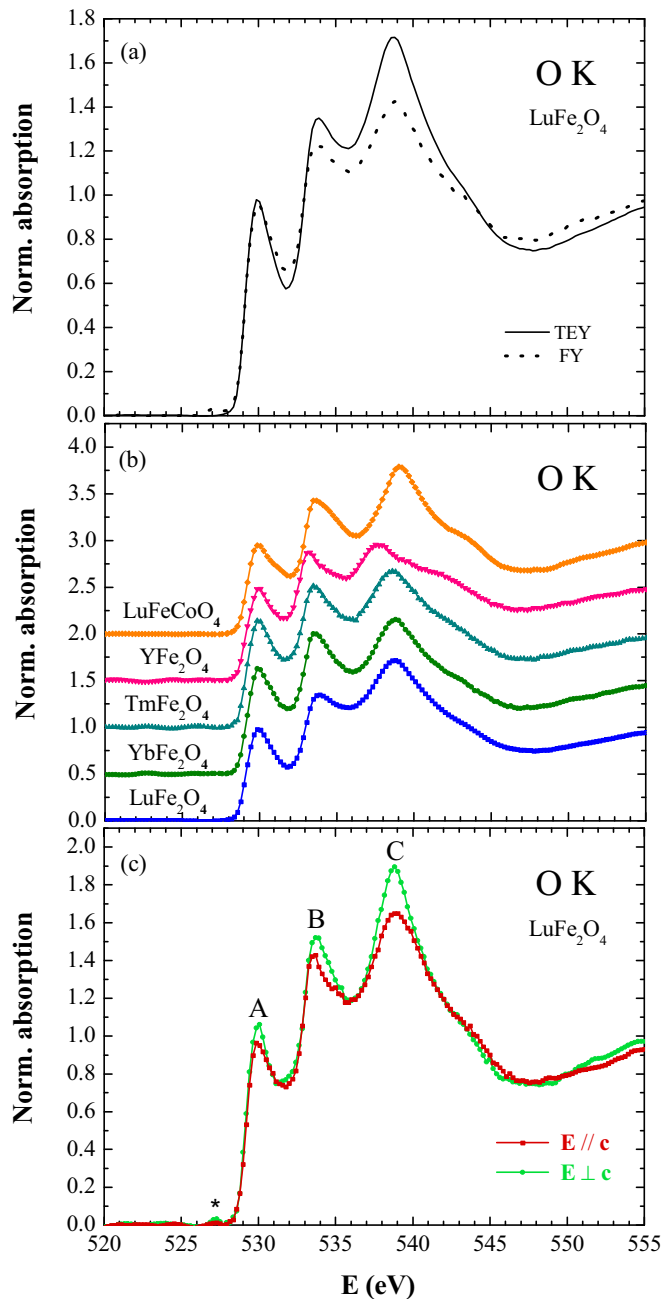 (a)
O K
LuFe₂O₄
1.8
1.6
1.4
1.2
1.0
0.8
0.6
0.4
0.2
0.0
Norm. absorption
TEY
FY
(b)
O K
4.0
3.5
3.0
2.5
2.0
1.5
1.0
0.5
0.0
Norm. absorption
LuFeCoO₄
YFe₂O₄
TmFe₂O₄
YbFe₂O₄
LuFe₂O₄
(c)
O K
LuFe₂O₄
2.0
1.8
1.6
1.4
1.2
1.0
0.8
0.6
0.4
0.2
0.0
Norm. absorption
A
B
C
*
E // c
E ⊥ c
520 525 530 535 540 545 550 555
E (eV)